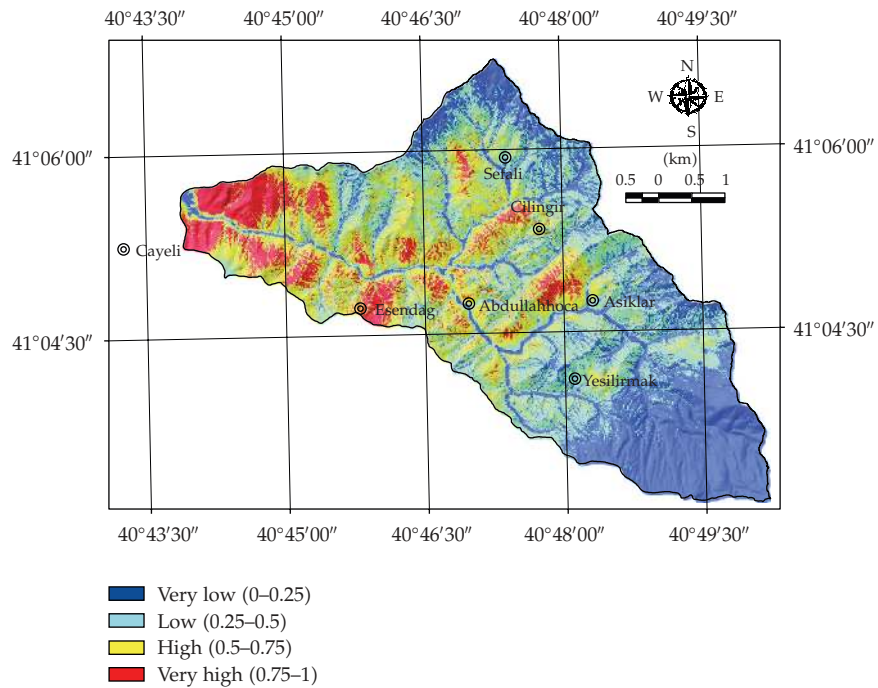 40°43′30″ 40°45′00″ 40°46′30″ 40°48′00″ 40°49′30″
N
W E
S
41°06′00″ 41°06′00″
(km)
0.5 0 0.5 1
Sefali
Cilingir
Cayeli
Esendag
Abdullahhoca
Asiklar
41°04′30″ 41°04′30″
Yesilirmak
40°43′30″ 40°45′00″ 40°46′30″ 40°48′00″ 40°49′30″
Very low (0–0.25)
Low (0.25–0.5)
High (0.5–0.75)
Very high (0.75–1)